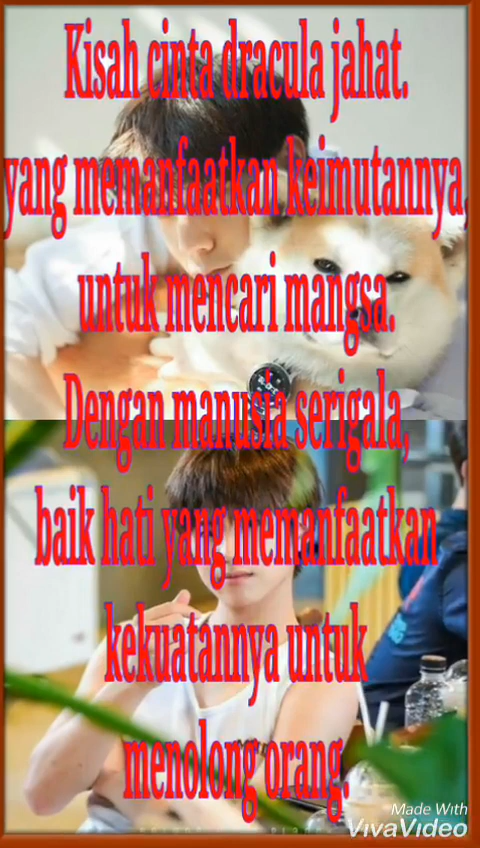 Kisah cinta dracula jahat.
yang memanfaatkan keimutannya,
untuk mencari mangsa.
Dengan manusia serigala,
baik hati yang memanfaatkan
kekuatannya untuk
menolong orang.
Made With
VivaVideo